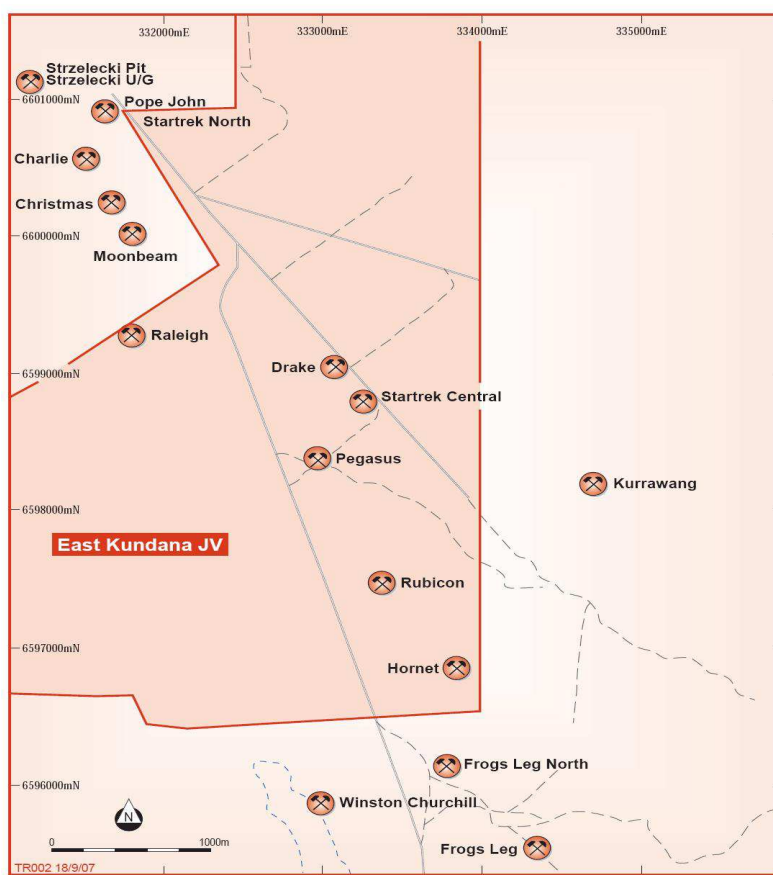 332000mE
333000mE
334000mE
335000mE
Strzelecki Pit
Strzelecki U/G
6601000mN
Pope John
Startrek North
Charlie
Christmas
6600000mN
Moonbeam
Raleigh
6599000mN
Drake
Startrek Central
Pegasus
Kurrawang
6598000mN
East Kundana JV
Rubicon
6597000mN
Hornet
Frogs Leg North
6596000mN
Winston Churchill
N
0
1000m
Frogs Leg
TR002 18/9/07